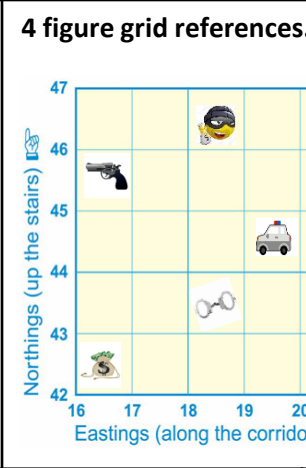 4 figure grid references.
47
46
45
44
43
42
Northings (up the stairs)
16 17 18 19 20
Eastings (along the corrido